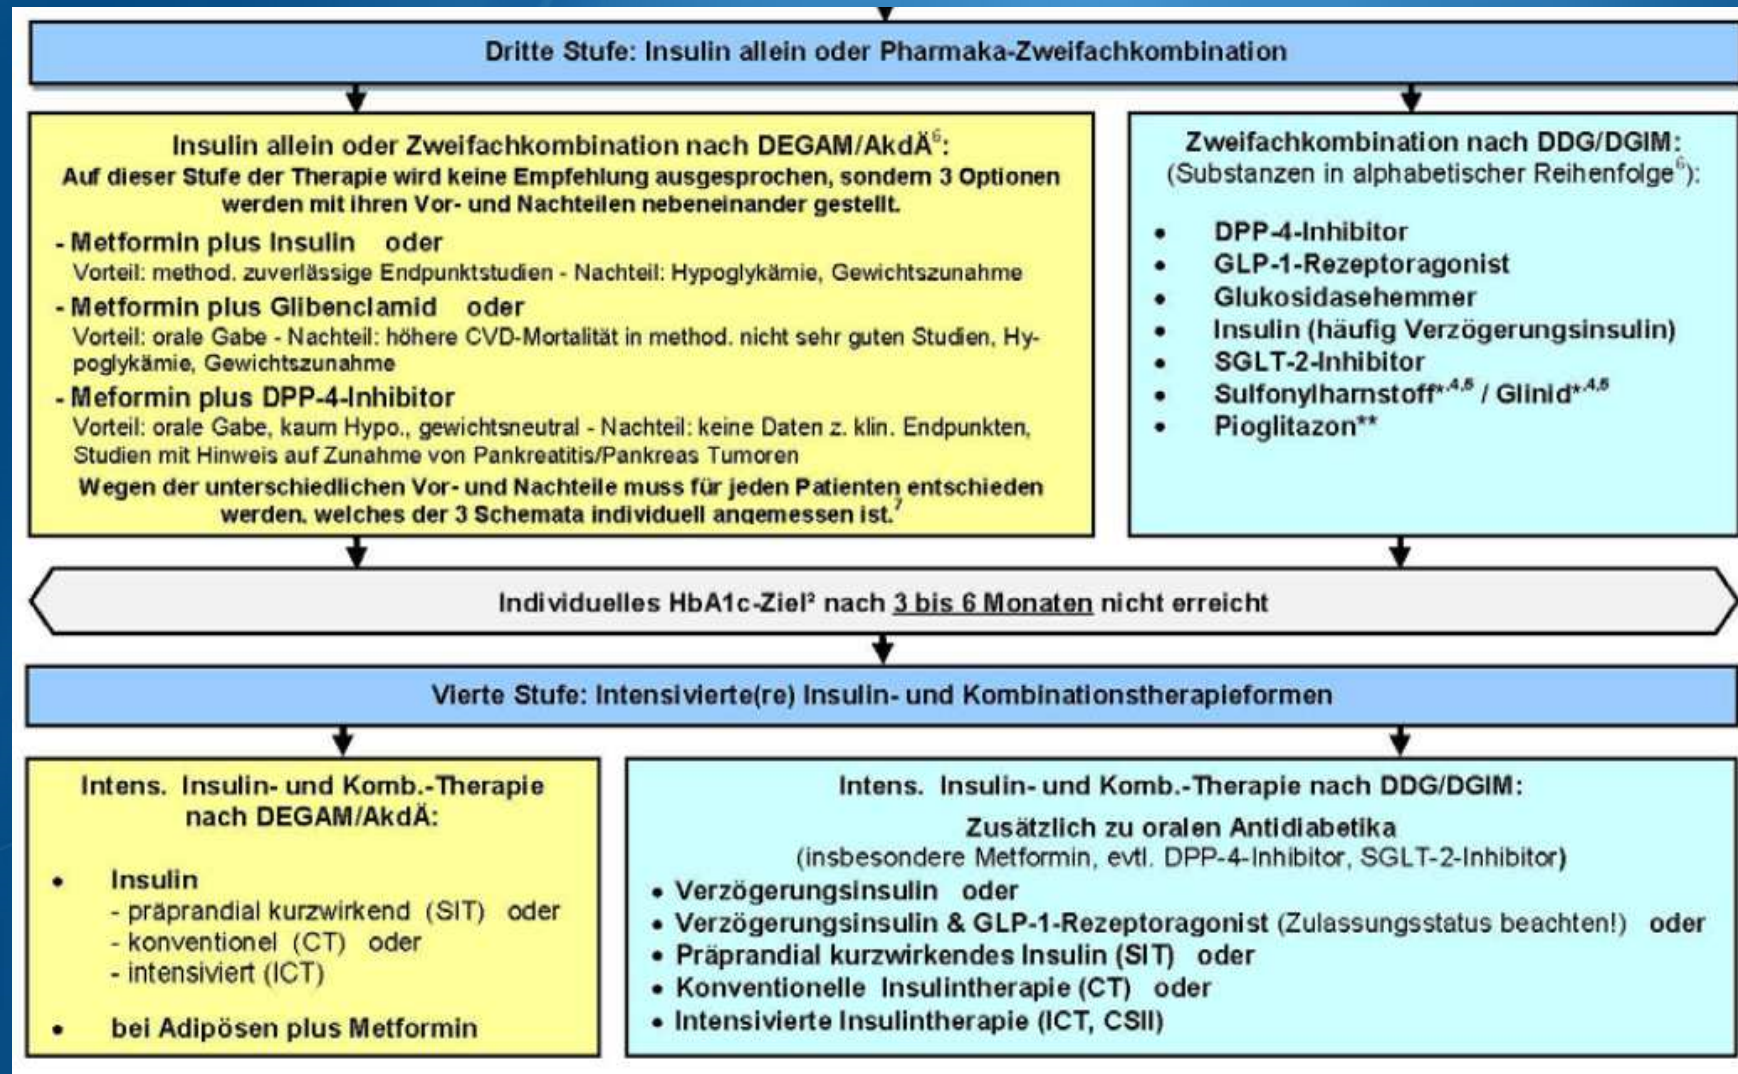 Dritte Stufe: Insulin allein oder Pharmaka-Zweifachkombination
Insulin allein oder Zweifachkombination nach DEGAM/AkdÄ⁶:
Auf dieser Stufe der Therapie wird keine Empfehlung ausgesprochen, sondern 3 Optionen
werden mit ihren Vor- und Nachteilen nebeneinander gestellt.
- Metformin plus Insulin oder
Vorteil: method. zuverlässige Endpunktstudien - Nachteil: Hypoglykämie, Gewichtszunahme
- Metformin plus Glibenclamid oder
Vorteil: orale Gabe - Nachteil: höhere CVD-Mortalität in method. nicht sehr guten Studien, Hy-
poglykämie, Gewichtszunahme
- Meformin plus DPP-4-Inhibitor
Vorteil: orale Gabe, kaum Hypo., gewichtsneutral - Nachteil: keine Daten z. klin. Endpunkten,
Studien mit Hinweis auf Zunahme von Pankreatitis/Pankreas Tumoren
Wegen der unterschiedlichen Vor- und Nachteile muss für jeden Patienten entschieden
werden, welches der 3 Schemata individuell angemessen ist.⁷
Zweifachkombination nach DDG/DGIM:
(Substanzen in alphabetischer Reihenfolge⁶):
• DPP-4-Inhibitor
• GLP-1-Rezeptoragonist
• Glukosidasehemmer
• Insulin (häufig Verzögerungsinsulin)
• SGLT-2-Inhibitor
• Sulfonylharnstoff*,4,5 / Glinid*,4,5
• Pioglitazon**
Individuelles HbA1c-Ziel² nach 3 bis 6 Monaten nicht erreicht
Vierte Stufe: Intensivierte(re) Insulin- und Kombinationstherapieformen
Intens. Insulin- und Komb.-Therapie
nach DEGAM/AkdÄ:
• Insulin
- präprandial kurzwirkend (SIT) oder
- konventionel (CT) oder
- intensiviert (ICT)
• bei Adipösen plus Metformin
Intens. Insulin- und Komb.-Therapie nach DDG/DGIM:
Zusätzlich zu oralen Antidiabetika
(insbesondere Metformin, evtl. DPP-4-Inhibitor, SGLT-2-Inhibitor)
• Verzögerungsinsulin oder
• Verzögerungsinsulin & GLP-1-Rezeptoragonist (Zulassungsstatus beachten!) oder
• Präprandial kurzwirkendes Insulin (SIT) oder
• Konventionelle Insulintherapie (CT) oder
• Intensivierte Insulintherapie (ICT, CSII)